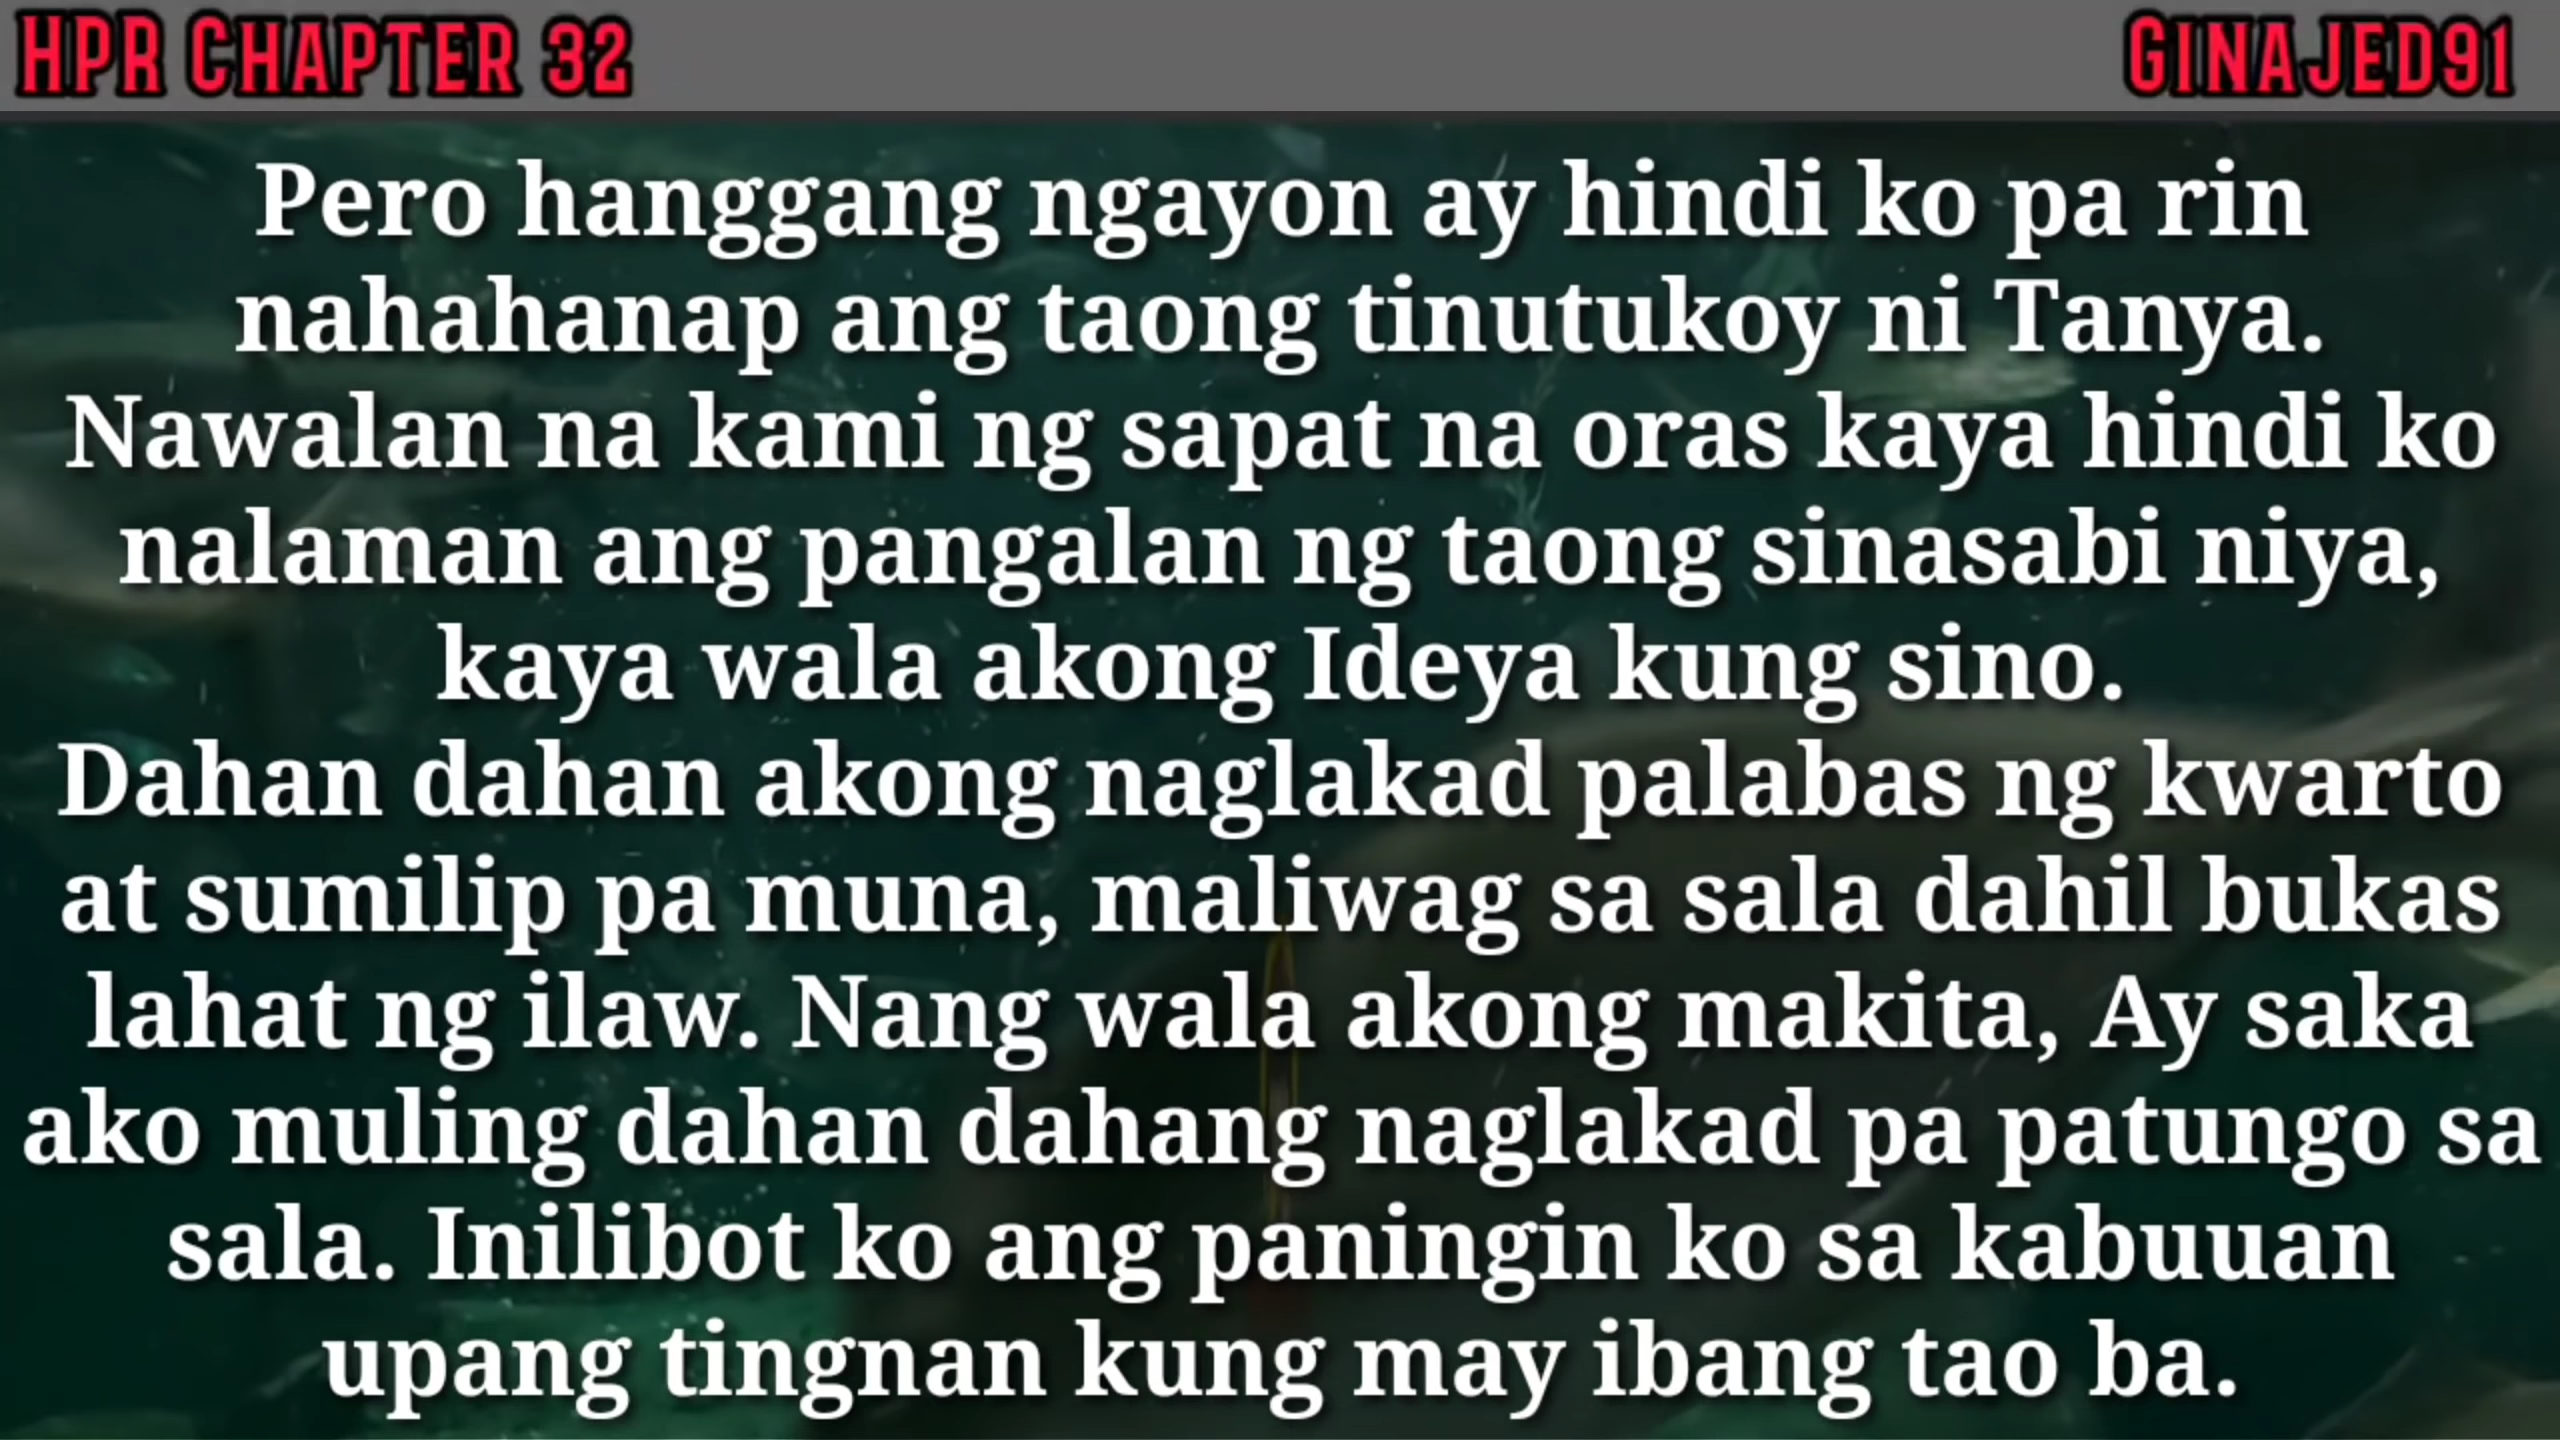 HPR CHAPTER 32
GINAJED91
Pero hanggang ngayon ay hindi ko pa rin
nahahanap ang taong tinutukoy ni Tanya.
Nawalan na kami ng sapat na oras kaya hindi ko
nalaman ang pangalan ng taong sinasabi niya,
kaya wala akong Ideya kung sino.
Dahan dahan akong naglakad palabas ng kwarto
at sumilip pa muna, maliwag sa sala dahil bukas
lahat ng ilaw. Nang wala akong makita, Ay saka
ako muling dahan dahang naglakad pa patungo sa
sala. Inilibot ko ang paningin ko sa kabuuan
upang tingnan kung may ibang tao ba.